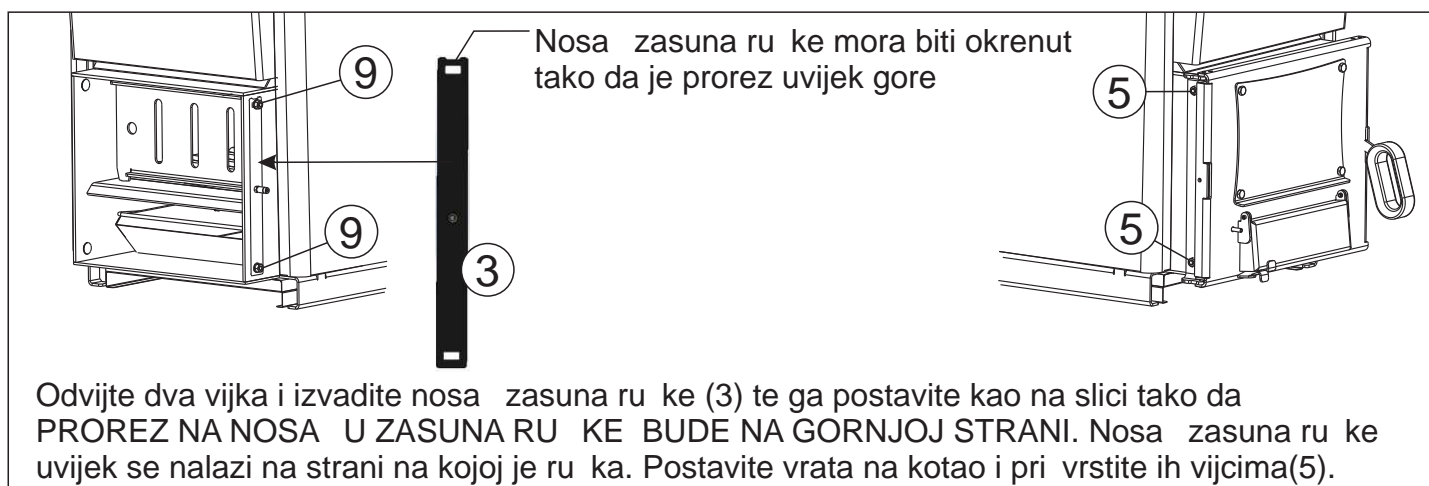 Nosa   zasuna ru  ke mora biti okrenut
tako da je prorez uvijek gore
9
5
9
5
3
Odvijte dva vijka i izvadite nosa   zasuna ru  ke (3) te ga postavite kao na slici tako da
PROREZ NA NOSA   U ZASUNA RU   KE  BUDE NA GORNJOJ STRANI. Nosa   zasuna ru  ke
uvijek se nalazi na strani na kojoj je ru  ka. Postavite vrata na kotao i pri  vrstite ih vijcima(5).